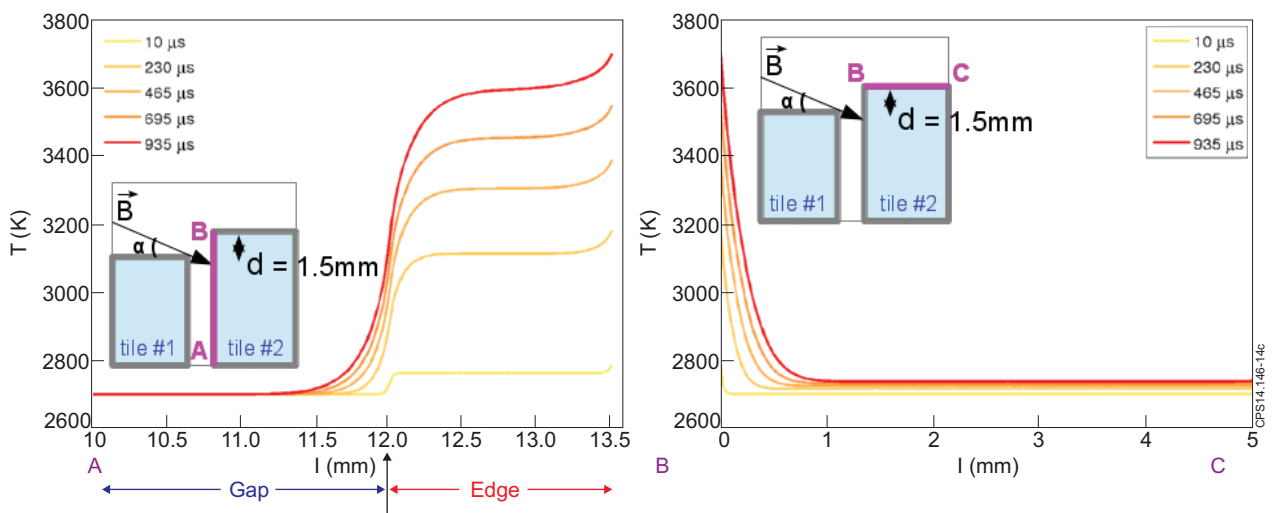 3800
3600
3400
3200
3000
2800
2600
T (K)
10 µs
230 µs
465 µs
695 µs
935 µs
B
α
B
d = 1.5mm
tile #1
A
tile #2
10
10.5
11.0
11.5
12.0
12.5
13.0
13.5
A
l (mm)
Gap
Edge
3800
3600
3400
3200
3000
2800
2600
T (K)
10 µs
230 µs
465 µs
695 µs
935 µs
B
α
B
C
d = 1.5mm
tile #1
tile #2
0
1
2
3
4
5
B
l (mm)
C
CPS14.146-14c